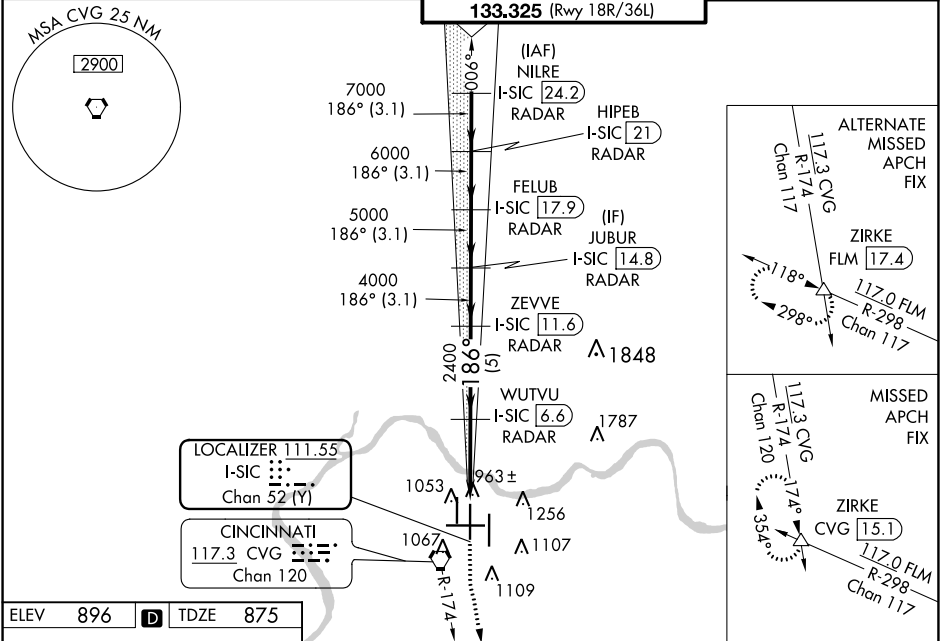 133.325 (Rwy 18R/36L)
MSA CVG 25 NM
2900
006°
(IAF)
NILRE
I-SIC 24.2
RADAR
7000
186° (3.1)
HIPEB
I-SIC 21
RADAR
6000
186° (3.1)
FELUB
I-SIC 17.9
RADAR
5000
186° (3.1)
(IF)
JUBUR
I-SIC 14.8
RADAR
4000
186° (3.1)
ZEVVE
I-SIC 11.6
RADAR
2400
186°
(5)
1848
WUTVU
I-SIC 6.6
RADAR
1787
LOCALIZER 111.55
I-SIC
Chan 52 (Y)
1053
963±
1256
CINCINNATI
117.3 CVG
Chan 120
1067
1107
1109
R-174
ALTERNATE
MISSED
APCH
FIX
117.3 CVG
R-174
Chan 117
ZIRKE
FLM 17.4
118°
298°
117.0 FLM
R-298
Chan 117
MISSED
APCH
FIX
117.3 CVG
R-174
Chan 120
174°
354°
ZIRKE
CVG 15.1
117.0 FLM
R-298
Chan 117
ELEV 896 D TDZE 875